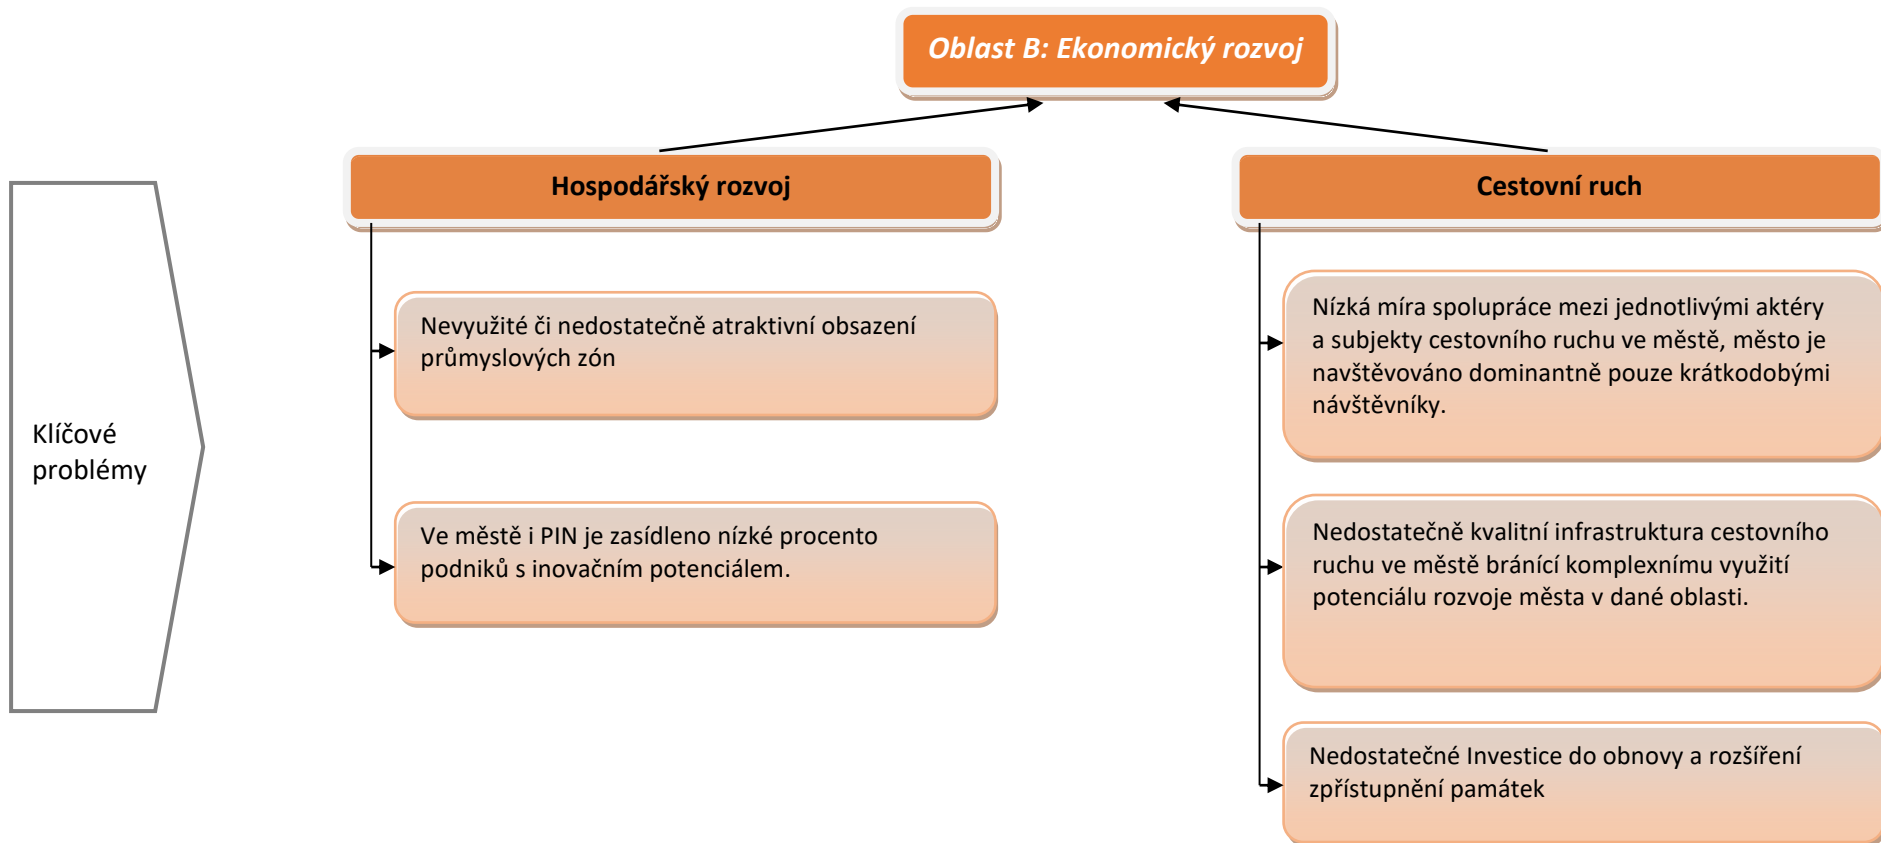 Oblast B: Ekonomický rozvoj
Hospodářský rozvoj
Cestovní ruch
Klíčové
problémy
Nevyužité či nedostatečně atraktivní obsazení
průmyslových zón
Ve městě i PIN je zasídleno nízké procento
podniků s inovačním potenciálem.
Nízká míra spolupráce mezi jednotlivými aktéry
a subjekty cestovního ruchu ve městě, město je
navštěvováno dominantně pouze krátkodobými
návštěvníky.
Nedostatečně kvalitní infrastruktura cestovního
ruchu ve městě bránící komplexnímu využití
potenciálu rozvoje města v dané oblasti.
Nedostatečné Investice do obnovy a rozšíření
zpřístupnění památek